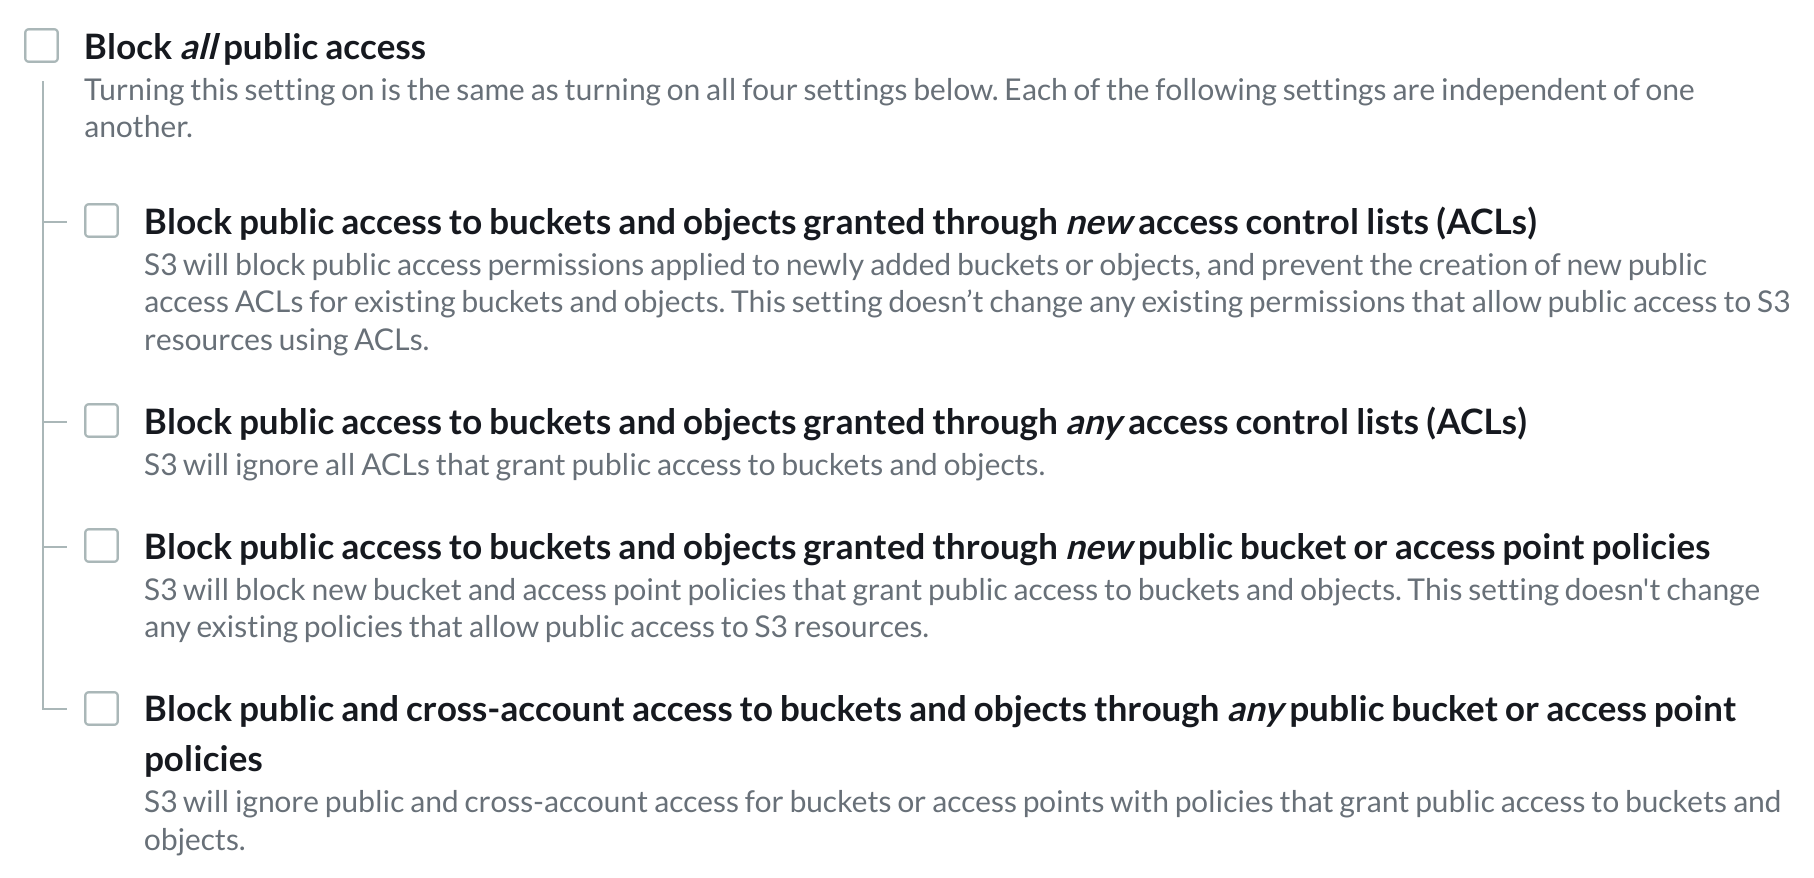 Block all public access
Turning this setting on is the same as turning on all four settings below. Each of the following settings are independent of one
another.
Block public access to buckets and objects granted through new access control lists (ACLs)
S3 will block public access permissions applied to newly added buckets or objects, and prevent the creation of new public
access ACLs for existing buckets and objects. This setting doesn’t change any existing permissions that allow public access to S3
resources using ACLs.
Block public access to buckets and objects granted through any access control lists (ACLs)
S3 will ignore all ACLs that grant public access to buckets and objects.
Block public access to buckets and objects granted through new public bucket or access point policies
S3 will block new bucket and access point policies that grant public access to buckets and objects. This setting doesn't change
any existing policies that allow public access to S3 resources.
Block public and cross-account access to buckets and objects through any public bucket or access point
policies
S3 will ignore public and cross-account access for buckets or access points with policies that grant public access to buckets and
objects.